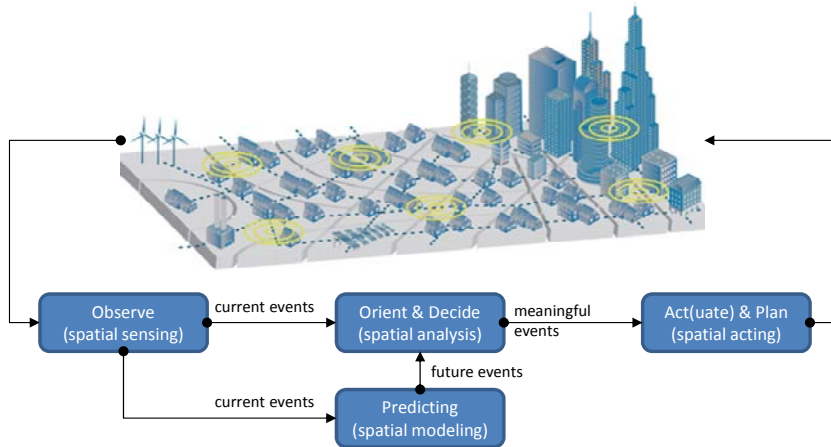 Observe
(spatial sensing)
current events
Orient & Decide
(spatial analysis)
meaningful
events
Act(uate) & Plan
(spatial acting)
future events
current events
Predicting
(spatial modeling)